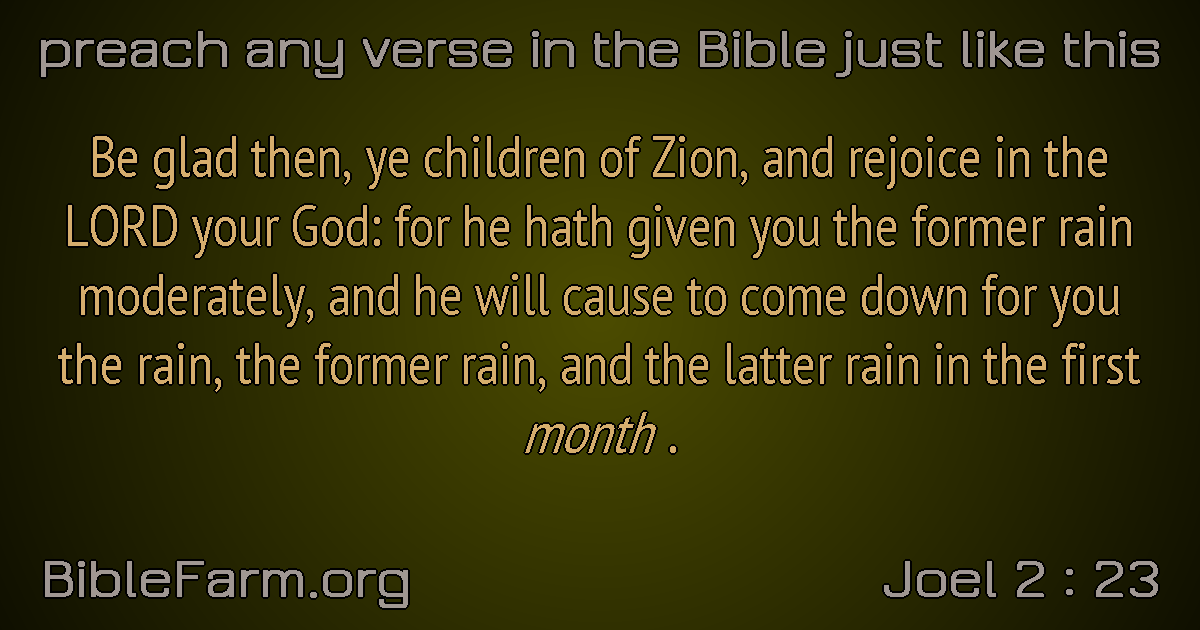 preach any verse in the Bible just like this
Be glad then, ye children of Zion, and rejoice in the
LORD your God: for he hath given you the former rain
moderately, and he will cause to come down for you
the rain, the former rain, and the latter rain in the first
month .
BibleFarm.org
Joel 2 : 23